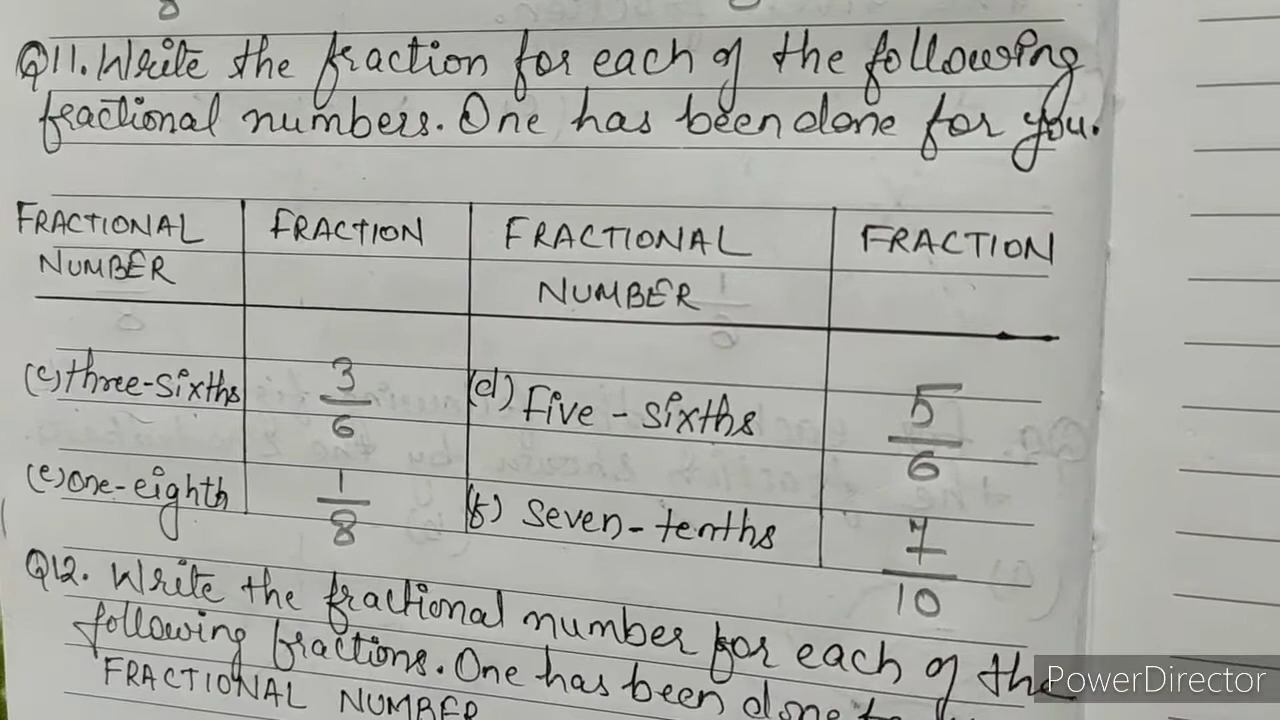 Q11. Write the fraction for each of the following
fractional numbers. One has been done for you.
FRACTIONAL NUMBER FRACTION FRACTIONAL NUMBER FRACTION
(c) three-sixths 3/6 (d) Five - sixths 5/6
(e) one-eighth 1/8 (f) seven - tenths 7/10
Q12. Write the fractional number for each of the
following fractions. One has been done
FRACTIONAL NUMBER
PowerDirector